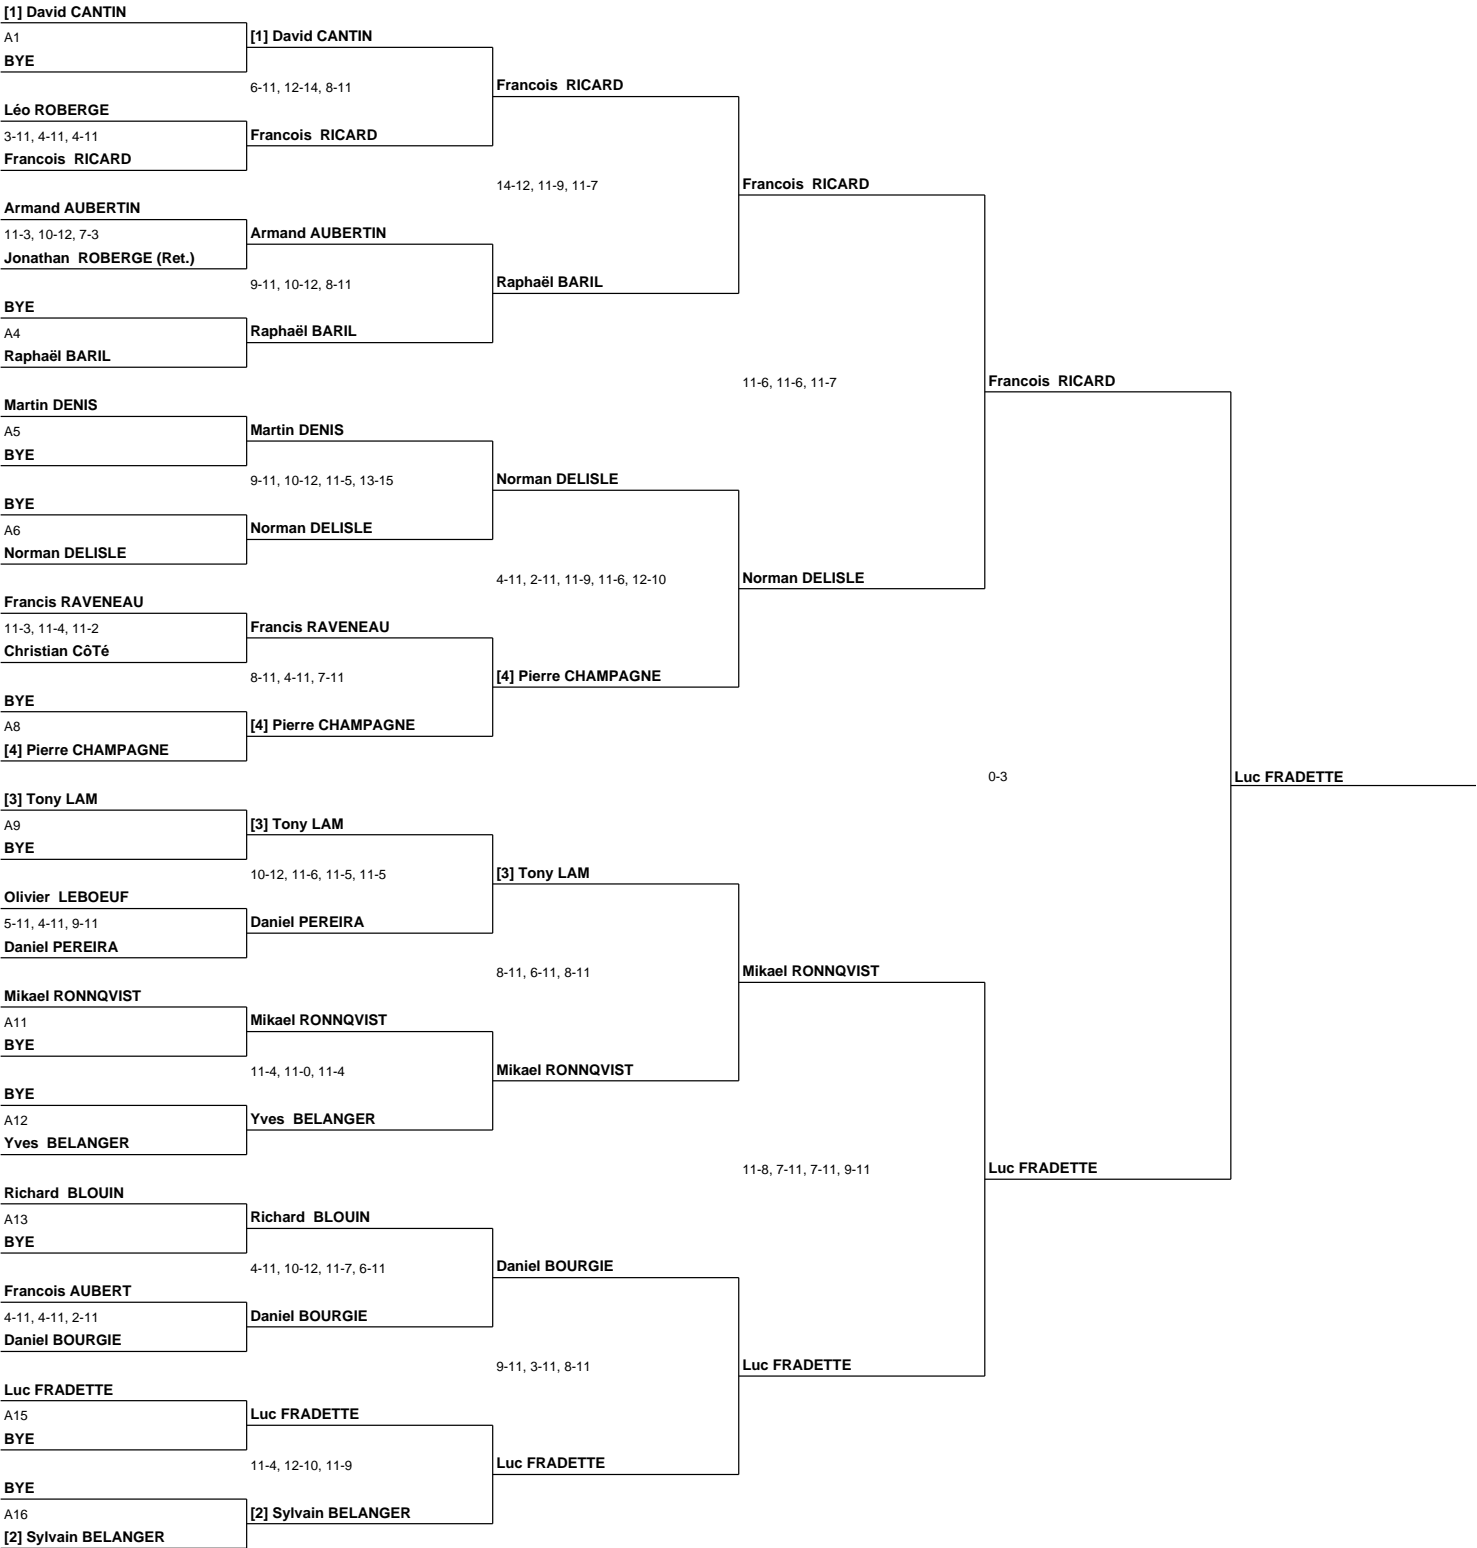 [1] David CANTIN
A1
BYE
Léo ROBERGE
3-11, 4-11, 4-11
Francois  RICARD
Armand AUBERTIN
11-3, 10-12, 7-3
Jonathan  ROBERGE (Ret.)
BYE
A4
Raphaël BARIL
Martin DENIS
A5
BYE
BYE
A6
Norman DELISLE
Francis RAVENEAU
11-3, 11-4, 11-2
Christian CôTé
BYE
A8
[4] Pierre CHAMPAGNE
[3] Tony LAM
A9
BYE
Olivier  LEBOEUF
5-11, 4-11, 9-11
Daniel PEREIRA
Mikael RONNQVIST
A11
BYE
BYE
A12
Yves  BELANGER
Richard  BLOUIN
A13
BYE
Francois AUBERT
4-11, 4-11, 2-11
Daniel BOURGIE
Luc FRADETTE
A15
BYE
BYE
A16
[2] Sylvain BELANGER
[1] David CANTIN
6-11, 12-14, 8-11
Francois  RICARD
Armand AUBERTIN
9-11, 10-12, 8-11
Raphaël BARIL
Martin DENIS
9-11, 10-12, 11-5, 13-15
Norman DELISLE
Francis RAVENEAU
8-11, 4-11, 7-11
[4] Pierre CHAMPAGNE
[3] Tony LAM
10-12, 11-6, 11-5, 11-5
Daniel PEREIRA
Mikael RONNQVIST
11-4, 11-0, 11-4
Yves  BELANGER
Richard  BLOUIN
4-11, 10-12, 11-7, 6-11
Daniel BOURGIE
Luc FRADETTE
11-4, 12-10, 11-9
[2] Sylvain BELANGER
Francois  RICARD
14-12, 11-9, 11-7
Raphaël BARIL
Norman DELISLE
4-11, 2-11, 11-9, 11-6, 12-10
[4] Pierre CHAMPAGNE
[3] Tony LAM
8-11, 6-11, 8-11
Mikael RONNQVIST
Daniel BOURGIE
9-11, 3-11, 8-11
Luc FRADETTE
Francois  RICARD
11-6, 11-6, 11-7
Norman DELISLE
Mikael RONNQVIST
11-8, 7-11, 7-11, 9-11
Luc FRADETTE
Francois  RICARD
0-3
Luc FRADETTE
Luc FRADETTE